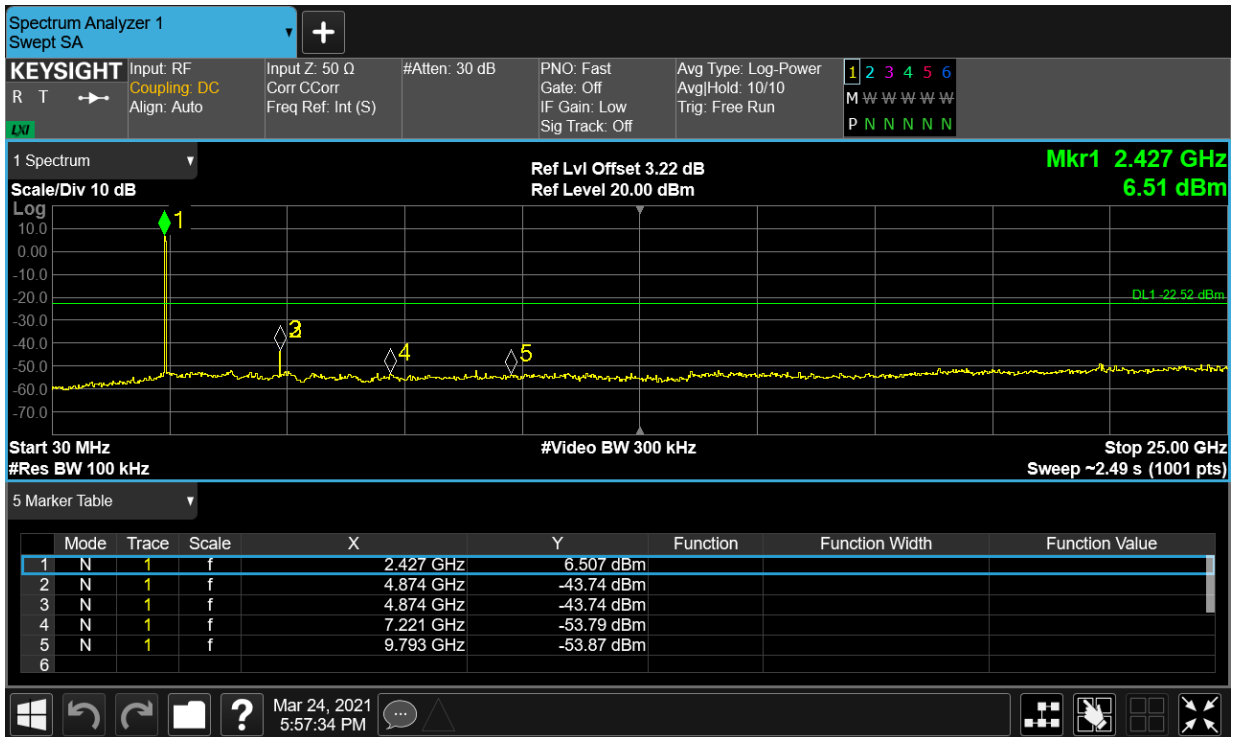 Spectrum Analyzer 1
Swept SA
KEYSIGHT
R T
LXI
Input: RF
Coupling: DC
Align: Auto
Input Z: 50 Ω
Corr CCorr
Freq Ref: Int (S)
#Atten: 30 dB
PNO: Fast
Gate: Off
IF Gain: Low
Sig Track: Off
Avg Type: Log-Power
Avg|Hold: 10/10
Trig: Free Run
1 2 3 4 5 6
M W W W W W
P N N N N N
1 Spectrum
Scale/Div 10 dB
Ref Lvl Offset 3.22 dB
Ref Level 20.00 dBm
Mkr1 2.427 GHz
6.51 dBm
Log
10.0
0.00
-10.0
-20.0
-30.0
-40.0
-50.0
-60.0
-70.0
1
3
4
5
DL1 -22.52 dBm
Start 30 MHz
#Res BW 100 kHz
#Video BW 300 kHz
Stop 25.00 GHz
Sweep ~2.49 s (1001 pts)
5 Marker Table
Mode Trace Scale X Y Function Function Width Function Value
1 N 1 f 2.427 GHz 6.507 dBm
2 N 1 f 4.874 GHz -43.74 dBm
3 N 1 f 4.874 GHz -43.74 dBm
4 N 1 f 7.221 GHz -53.79 dBm
5 N 1 f 9.793 GHz -53.87 dBm
6
?
Mar 24, 2021
5:57:34 PM